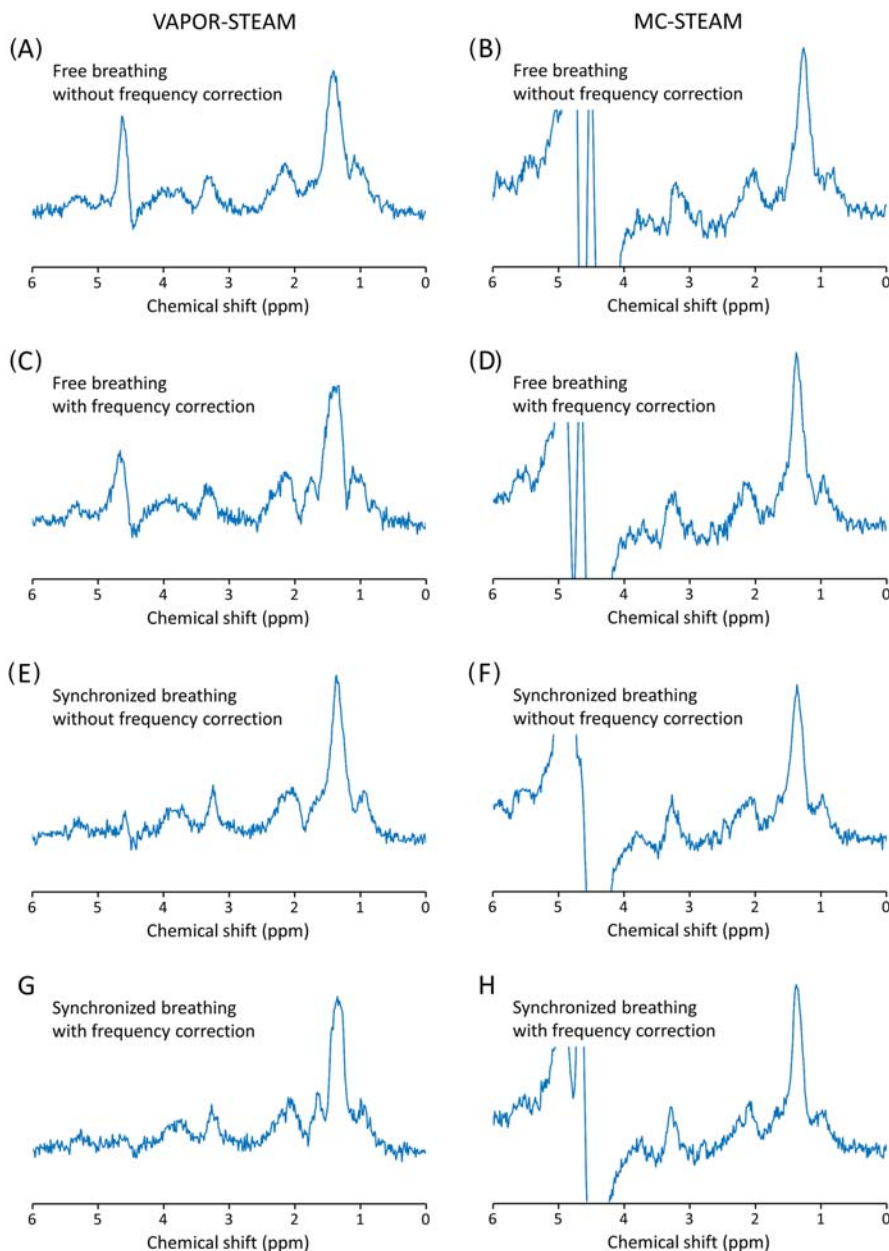 VAPOR-STEAM
MC-STEAM
(A)
Free breathing
without frequency correction
6 5 4 3 2 1 0
Chemical shift (ppm)
(B)
Free breathing
without frequency correction
6 5 4 3 2 1 0
Chemical shift (ppm)
(C)
Free breathing
with frequency correction
6 5 4 3 2 1 0
Chemical shift (ppm)
(D)
Free breathing
with frequency correction
6 5 4 3 2 1 0
Chemical shift (ppm)
(E)
Synchronized breathing
without frequency correction
6 5 4 3 2 1 0
Chemical shift (ppm)
(F)
Synchronized breathing
without frequency correction
6 5 4 3 2 1 0
Chemical shift (ppm)
G
Synchronized breathing
with frequency correction
6 5 4 3 2 1 0
Chemical shift (ppm)
H
Synchronized breathing
with frequency correction
6 5 4 3 2 1 0
Chemical shift (ppm)